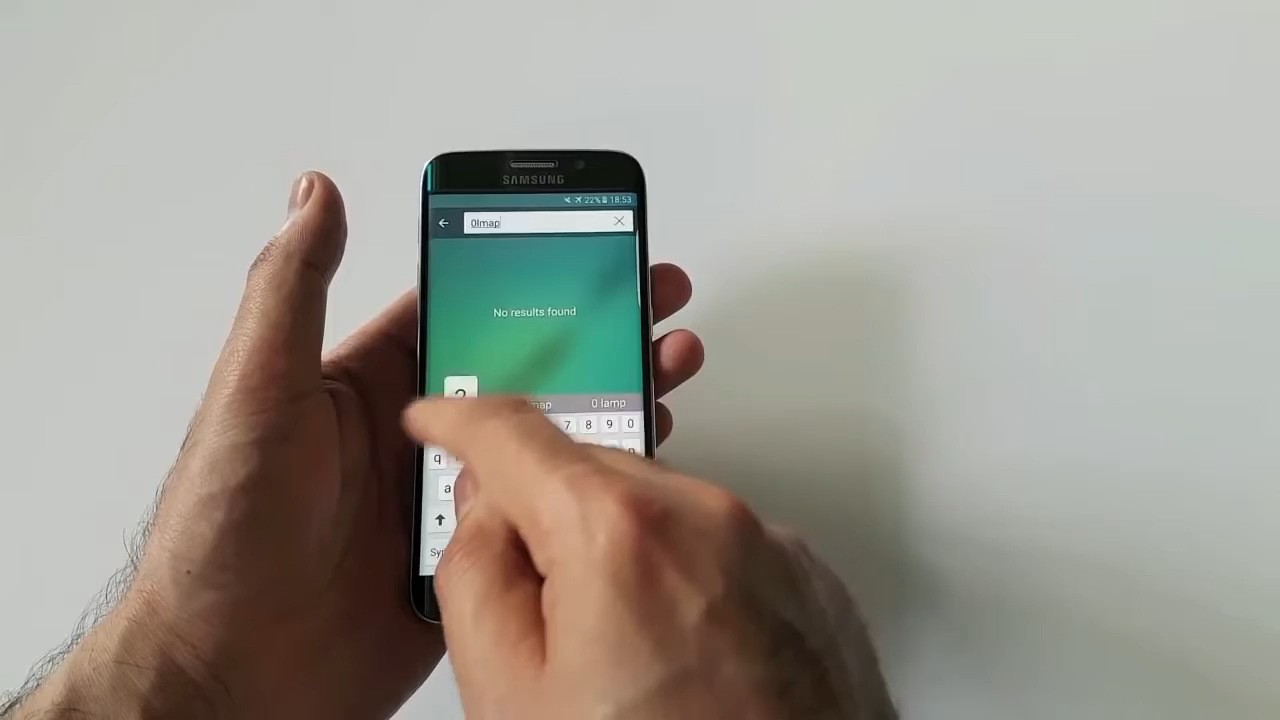 SAMSUNG
22% 18:53
0lmap
No results found
0 lamp
7 8 9 0
q
a